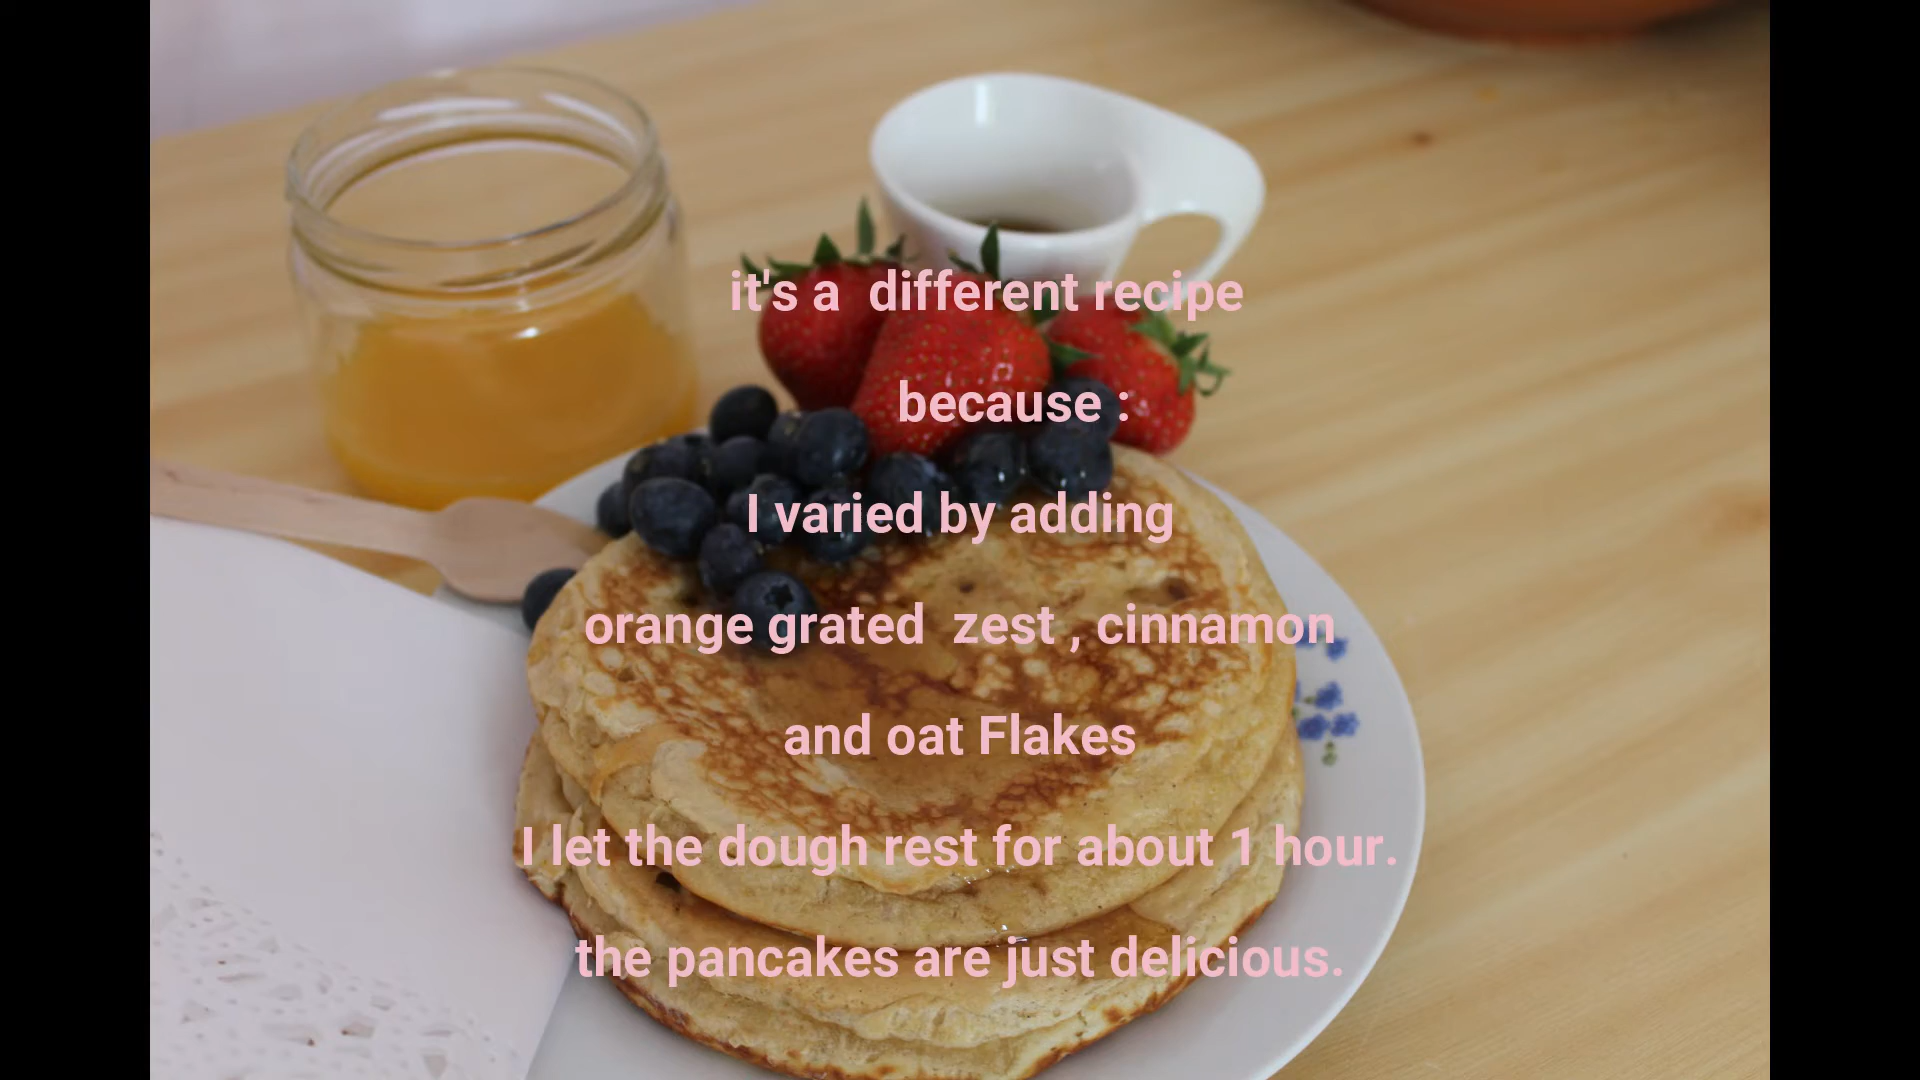 it's a  different recipe
because :
I varied by adding
orange grated  zest , cinnamon
and oat Flakes
I let the dough rest for about 1 hour.
the pancakes are just delicious.